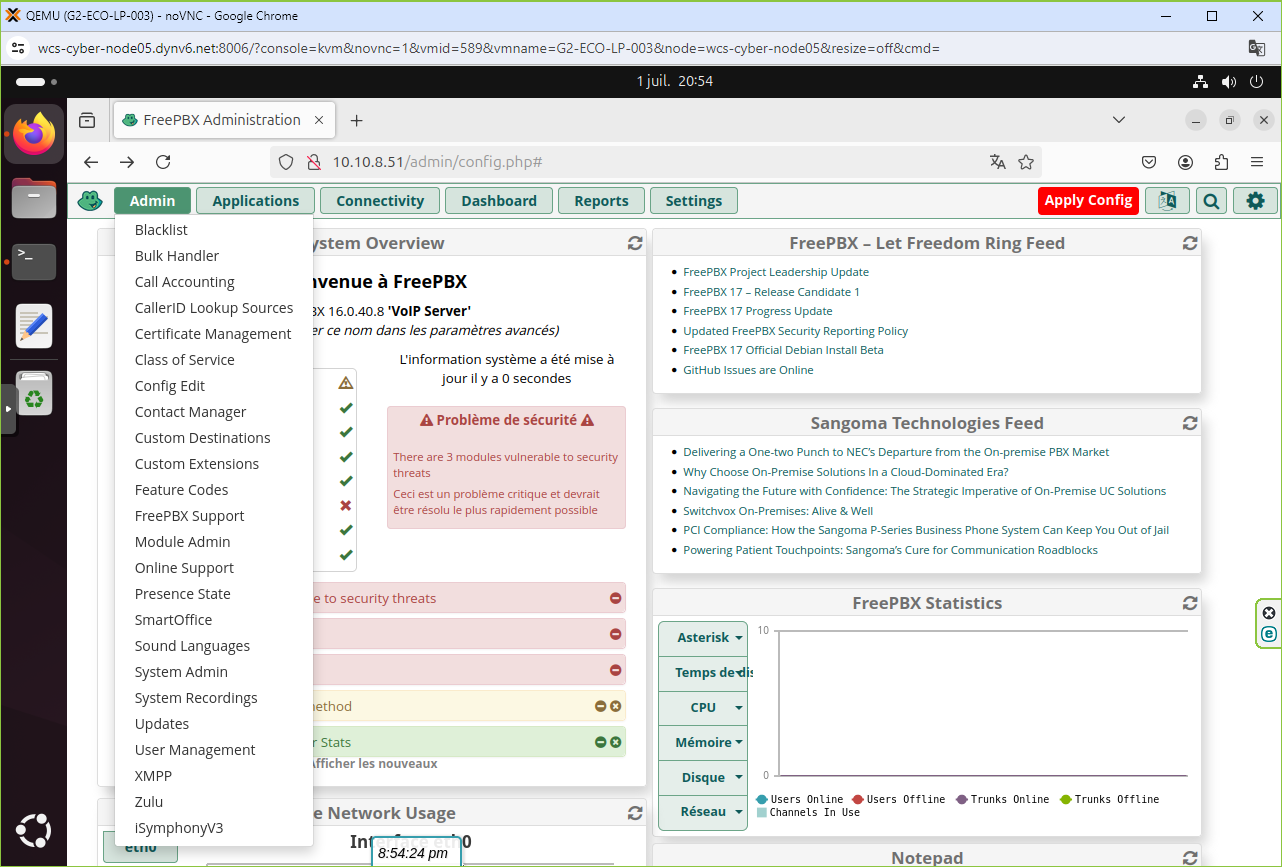 QEMU (G2-ECO-LP-003) - noVNC - Google Chrome
wcs-cyber-node05.dynv6.net:8006/?console=kvm&novnc=1&vmid=589&vmname=G2-ECO-LP-003&node=wcs-cyber-node05&resize=off&cmd=
1 juil. 20:54
FreePBX Administration
10.10.8.51/admin/config.php#
Admin
Applications
Connectivity
Dashboard
Reports
Settings
Apply Config
Blacklist
Bulk Handler
Call Accounting
CallerID Lookup Sources
Certificate Management
Class of Service
Config Edit
Contact Manager
Custom Destinations
Custom Extensions
Feature Codes
FreePBX Support
Module Admin
Online Support
Presence State
SmartOffice
Sound Languages
System Admin
System Recordings
Updates
User Management
XMPP
Zulu
iSymphonyV3
ystem Overview
nvenue à FreePBX
BX 16.0.40.8 'VoIP Server'
er ce nom dans les paramètres avancés)
L'information système a été mise à
jour il y a 0 secondes
Problème de sécurité
There are 3 modules vulnerable to security
threats
Ceci est un problème critique et devrait
être résolu le plus rapidement possible
e to security threats
method
r Stats
Afficher les nouveaux
e Network Usage
Interface eth0
eth0
8:54:24 pm
FreePBX – Let Freedom Ring Feed
FreePBX Project Leadership Update
FreePBX 17 – Release Candidate 1
FreePBX 17 Progress Update
Updated FreePBX Security Reporting Policy
FreePBX 17 Official Debian Install Beta
GitHub Issues are Online
Sangoma Technologies Feed
Delivering a One-two Punch to NEC's Departure from the On-premise PBX Market
Why Choose On-Premise Solutions In a Cloud-Dominated Era?
Navigating the Future with Confidence: The Strategic Imperative of On-Premise UC Solutions
Switchvox On-Premises: Alive & Well
PCI Compliance: How the Sangoma P-Series Business Phone System Can Keep You Out of Jail
Powering Patient Touchpoints: Sangoma's Cure for Communication Roadblocks
FreePBX Statistics
Asterisk
Temps de dis
CPU
Mémoire
Disque
Réseau
10
0
Users Online
Users Offline
Trunks Online
Trunks Offline
Channels In Use
Notepad